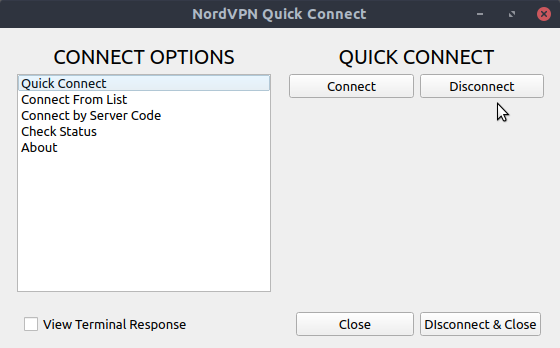 NordVPN Quick Connect
CONNECT OPTIONS
Quick Connect
Connect From List
Connect by Server Code
Check Status
About
QUICK CONNECT
Connect
Disconnect
View Terminal Response
Close
DIsconnect & Close